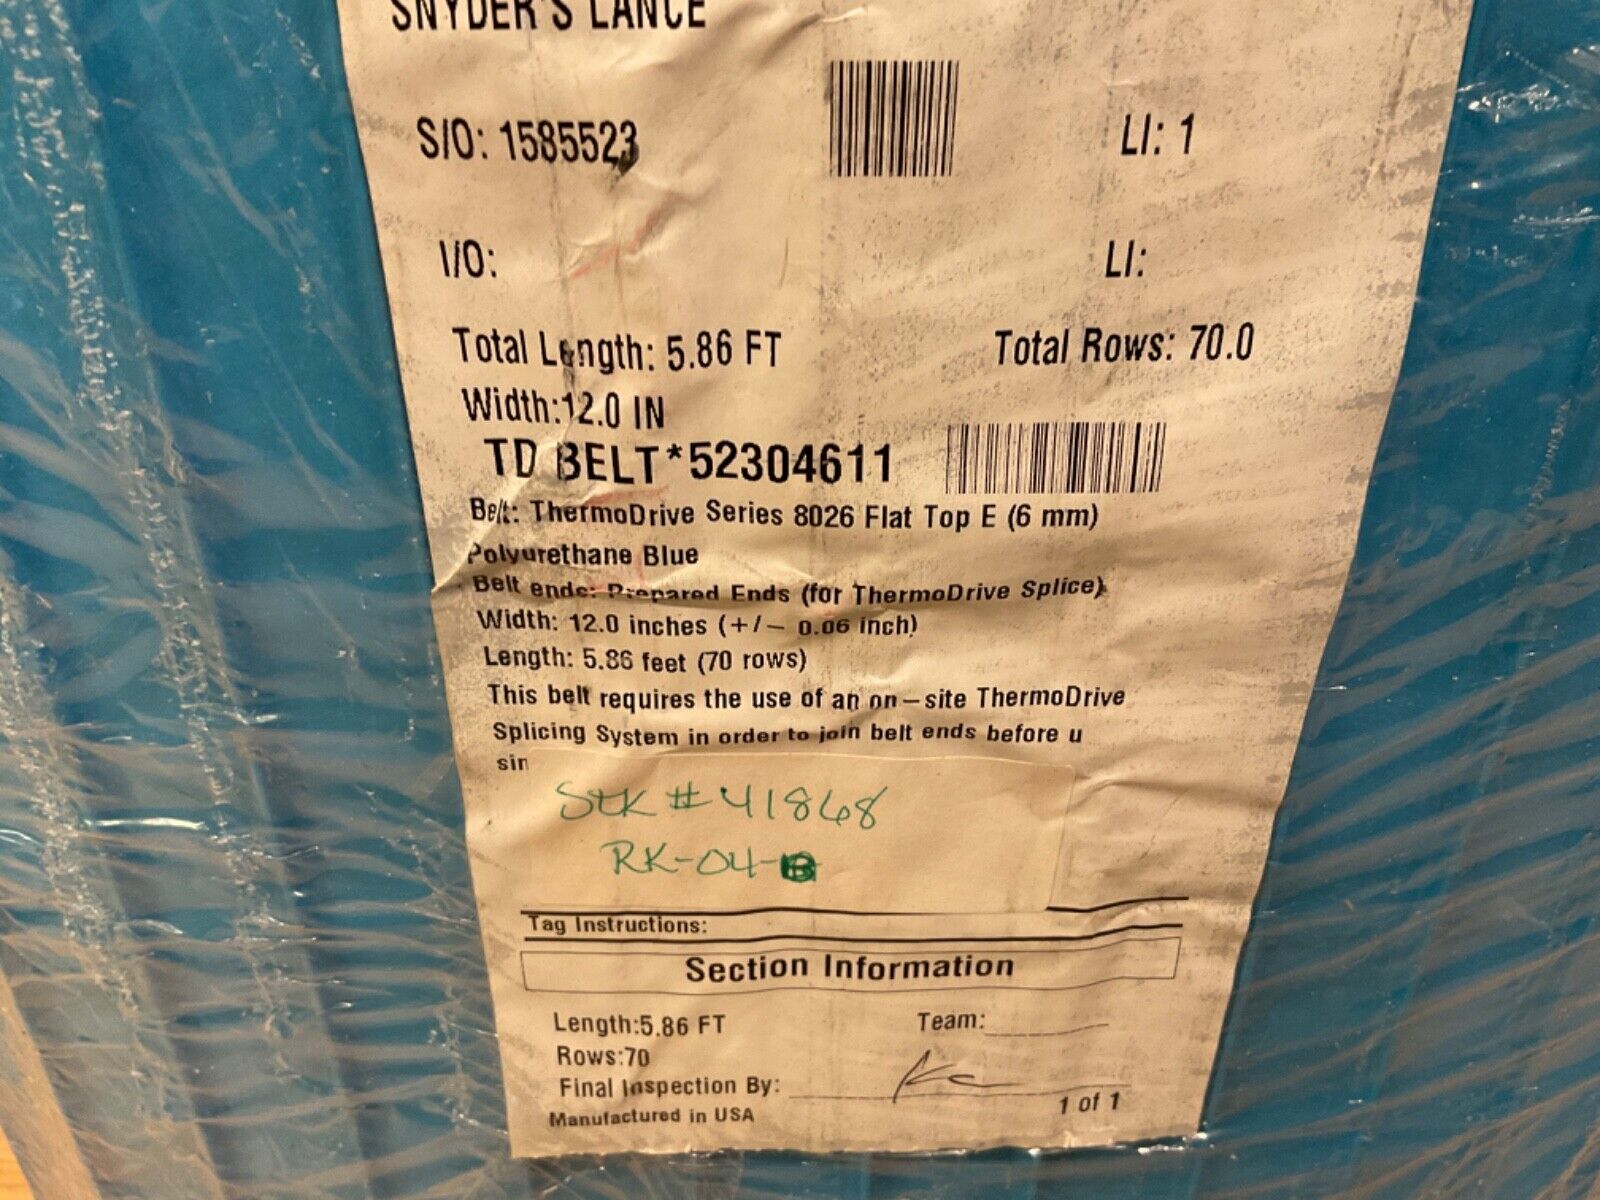 SNYDER'S LANCE
S/O: 1585523 LI: 1
I/O: LI:
Total Length: 5.86 FT Total Rows: 70.0
Width:12.0 IN
TD BELT*52304611
Belt: ThermoDrive Series 8026 Flat Top E (6 mm)
Polyurethane Blue
Belt ends: Prepared Ends (for ThermoDrive Splice)
Width: 12.0 inches (+/- 0.06 inch)
Length: 5.86 feet (70 rows)
This belt requires the use of an on-site ThermoDrive
Splicing System in order to join belt ends before u
sin
Stk # 41868
RK-04-B
Tag Instructions:
Section Information
Length:5.86 FT Team:
Rows:70
Final Inspection By:
Manufactured in USA 1 of 1